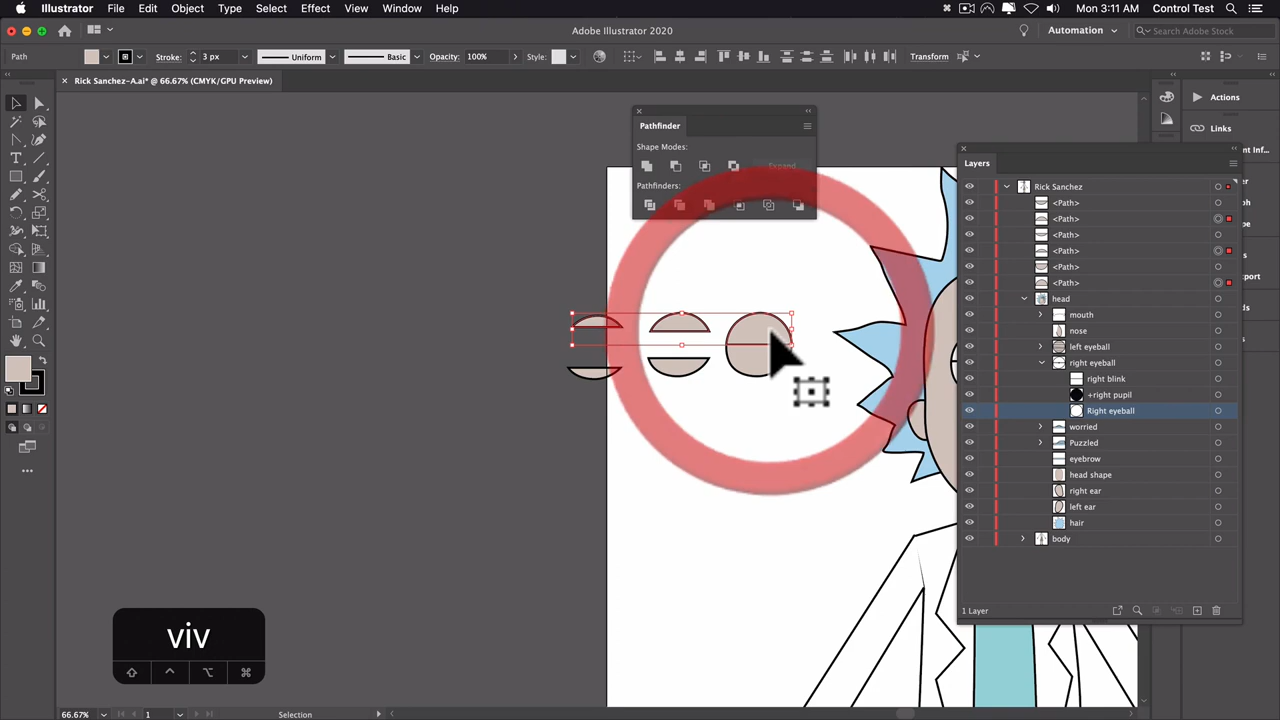 Illustrator File Edit Object Type Select Effect View Window Help Mon 3:11 AM Control Test
Adobe Illustrator 2020 Automation Search Adobe Stock
Path Stroke: 3 px Uniform Basic Opacity: 100% Style: Transform
Rick Sanchez-A.ai* @ 66.67% (CMYK/GPU Preview)
Pathfinder
Shape Modes:
Expand
Pathfinders:
Actions
Links
Layers
Rick Sanchez
<Path>
<Path>
<Path>
<Path>
<Path>
<Path>
head
mouth
nose
left eyeball
right eyeball
right blink
+right pupil
Right eyeball
worried
Puzzled
eyebrow
head shape
right ear
left ear
hair
body
1 Layer
viv
66.67% 1 Selection